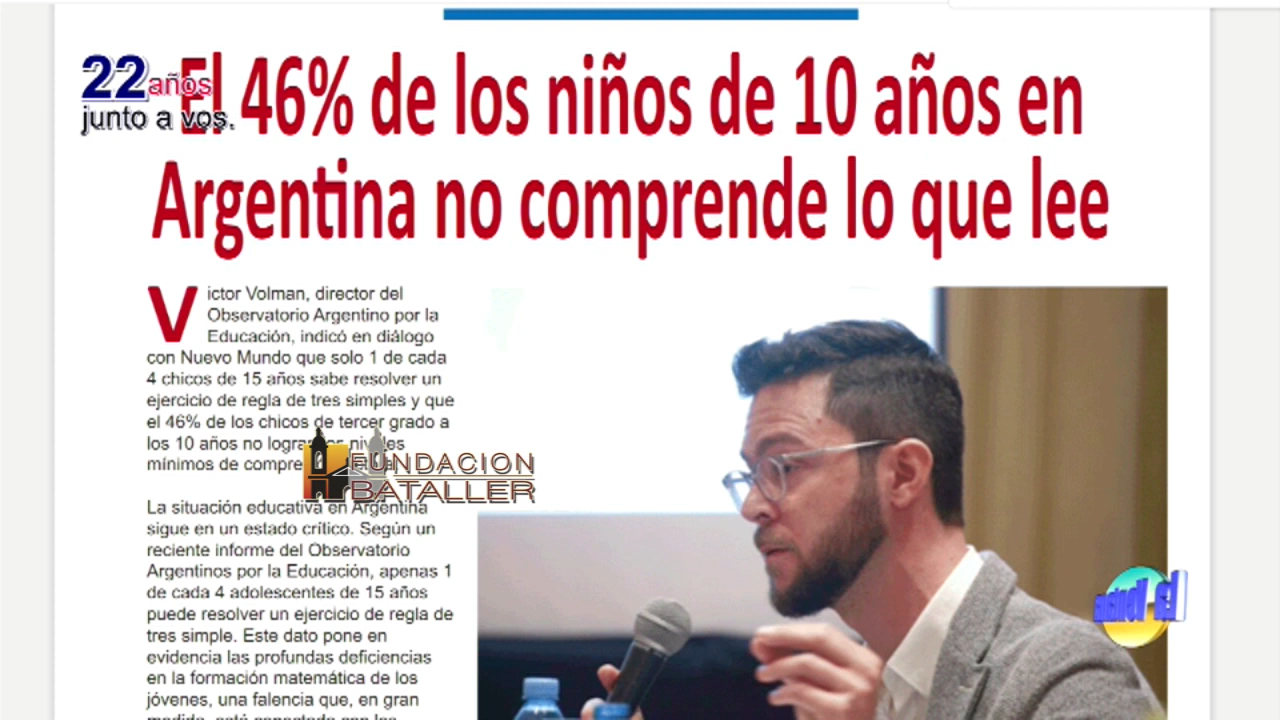 22 años
junto a vos.
El 46% de los niños de 10 años en
Argentina no comprende lo que lee
Victor Volman, director del
Observatorio Argentino por la
Educación, indicó en diálogo
con Nuevo Mundo que solo 1 de cada
4 chicos de 15 años sabe resolver un
ejercicio de regla de tres simples y que
el 46% de los chicos de tercer grado a
los 10 años no logran niveles
mínimos de
FUNDACION
BATALLER
La situación educativa en Argentina
sigue en un estado crítico. Según un
reciente informe del Observatorio
Argentinos por la Educación, apenas 1
de cada 4 adolescentes de 15 años
puede resolver un ejercicio de regla de
tres simple. Este dato pone en
evidencia las profundas deficiencias
en la formación matemática de los
jóvenes, una falencia que, en gran
La Ventana